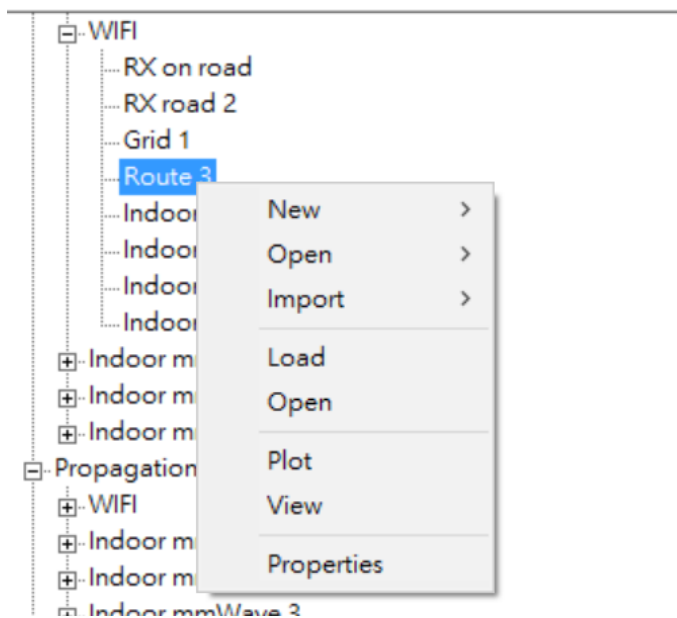 WIFI
RX on road
RX road 2
Grid 1
Route 3
New
Indoor
Open
Indoor
Import
Indoor
Indoor
Load
Indoor
Open
Indoor
Indoor
Plot
Propagation
View
WIFI
Indoor
Properties
Indoor
Indoor mmWave 3